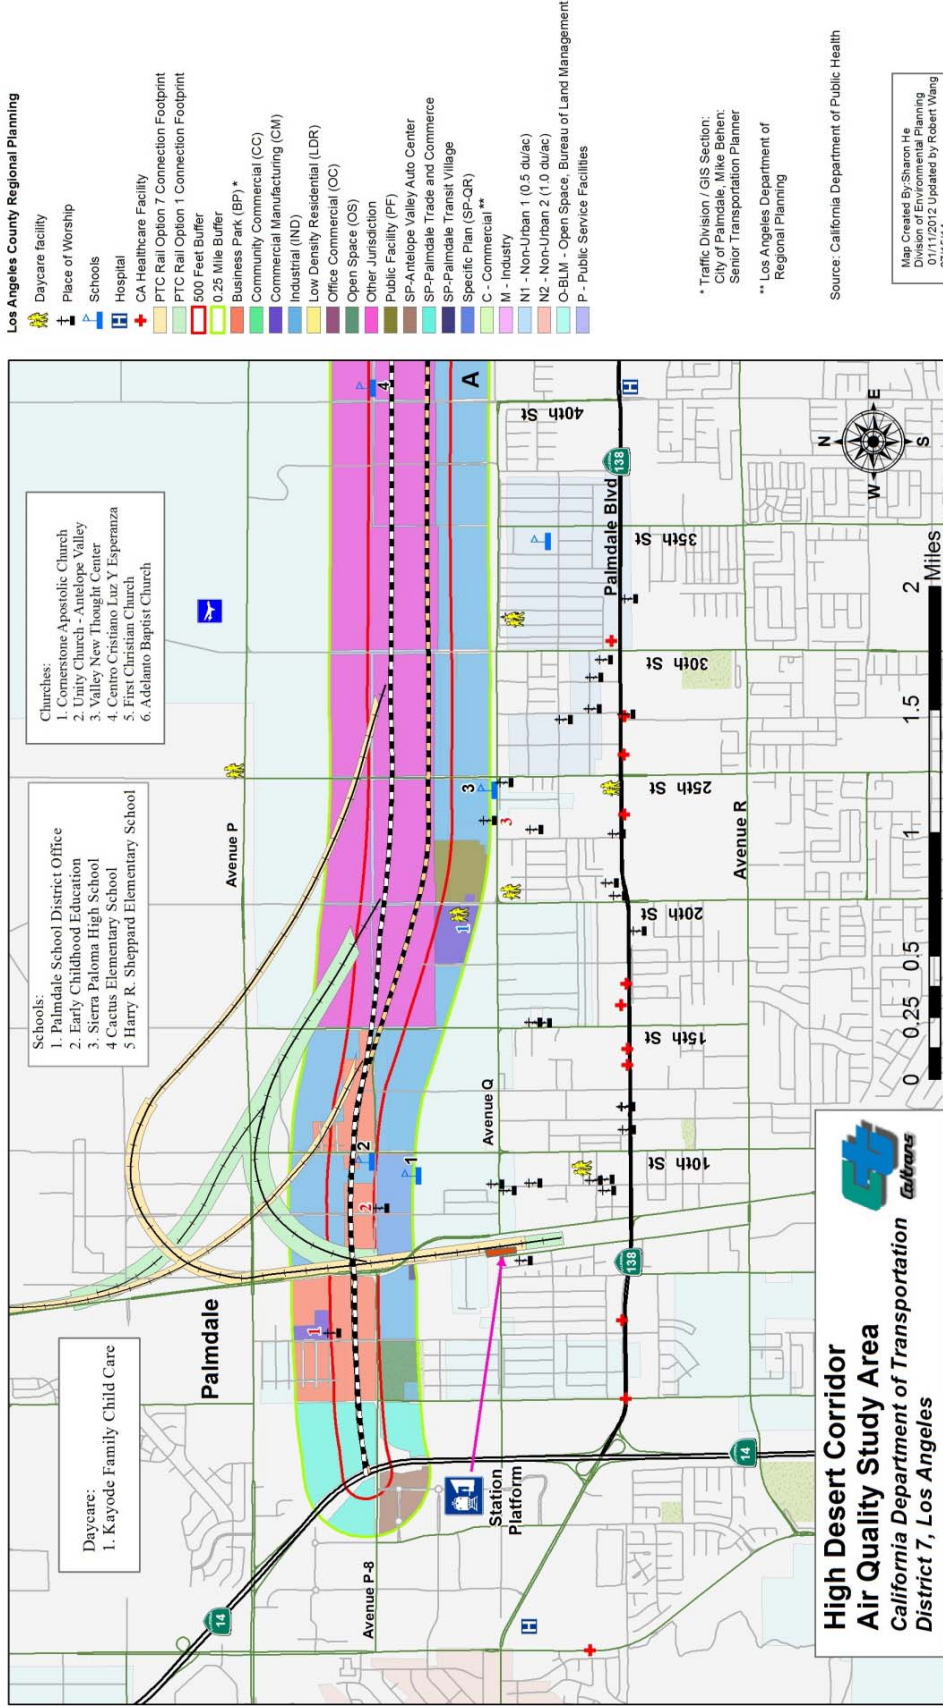 Los Angeles County Regional Planning
Daycare facility
Place of Worship
Schools
Hospital
CA Healthcare Facility
PTC Rail Option 7 Connection Footprint
PTC Rail Option 1 Connection Footprint
500 Feet Buffer
0.25 Mile Buffer
Business Park (BP) *
Community Commercial (CC)
Commercial Manufacturing (CM)
Industrial (IND)
Low Density Residential (LDR)
Office Commercial (OC)
Open Space (OS)
Other Jurisdiction
Public Facility (PF)
SP-Antelope Valley Auto Center
SP-Palmdale Trade and Commerce
SP-Palmdale Transit Village
Specific Plan (SP-QR)
C - Commercial **
M - Industry
N1 - Non-Urban 1 (0.5 du/ac)
N2 - Non-Urban 2 (1.0 du/ac)
O-BLM - Open Space, Bureau of Land Management
P - Public Service Facilities
* Traffic Division / GIS Section:
City of Palmdale, Mike Behen:
Senior Transportation Planner
** Los Angeles Department of
Regional Planning
Source: California Department of Public Health
Map Created By:Sharon He
Division of Environmental Planning
01/11/2012 Updated by Robert Wang
Daycare:
1. Kayode Family Child Care
Schools:
1. Palmdale School District Office
2. Early Childhood Education
3. Sierra Paloma High School
4 Cactus Elementary School
5 Harry R. Sheppard Elementary School
Churches:
1. Cornerstone Apostolic Church
2. Unity Church - Antelope Valley
3. Valley New Thought Center
4. Centro Cristiano Luz Y Esperanza
5. First Christian Church
6. Adelanto Baptist Church
14
Palmdale
Avenue P
Avenue P-8
1
2
2
1
1
3
3
4
A
H
Station
Platform
Avenue Q
10th St
15th St
20th St
25th St
30th St
35th St
40th St
Palmdale Blvd
138
138
H
14
Avenue R
N
W
E
S
High Desert Corridor
Air Quality Study Area
California Department of Transportation
District 7, Los Angeles
Caltrans
0 0.25 0.5 1 1.5 2
Miles